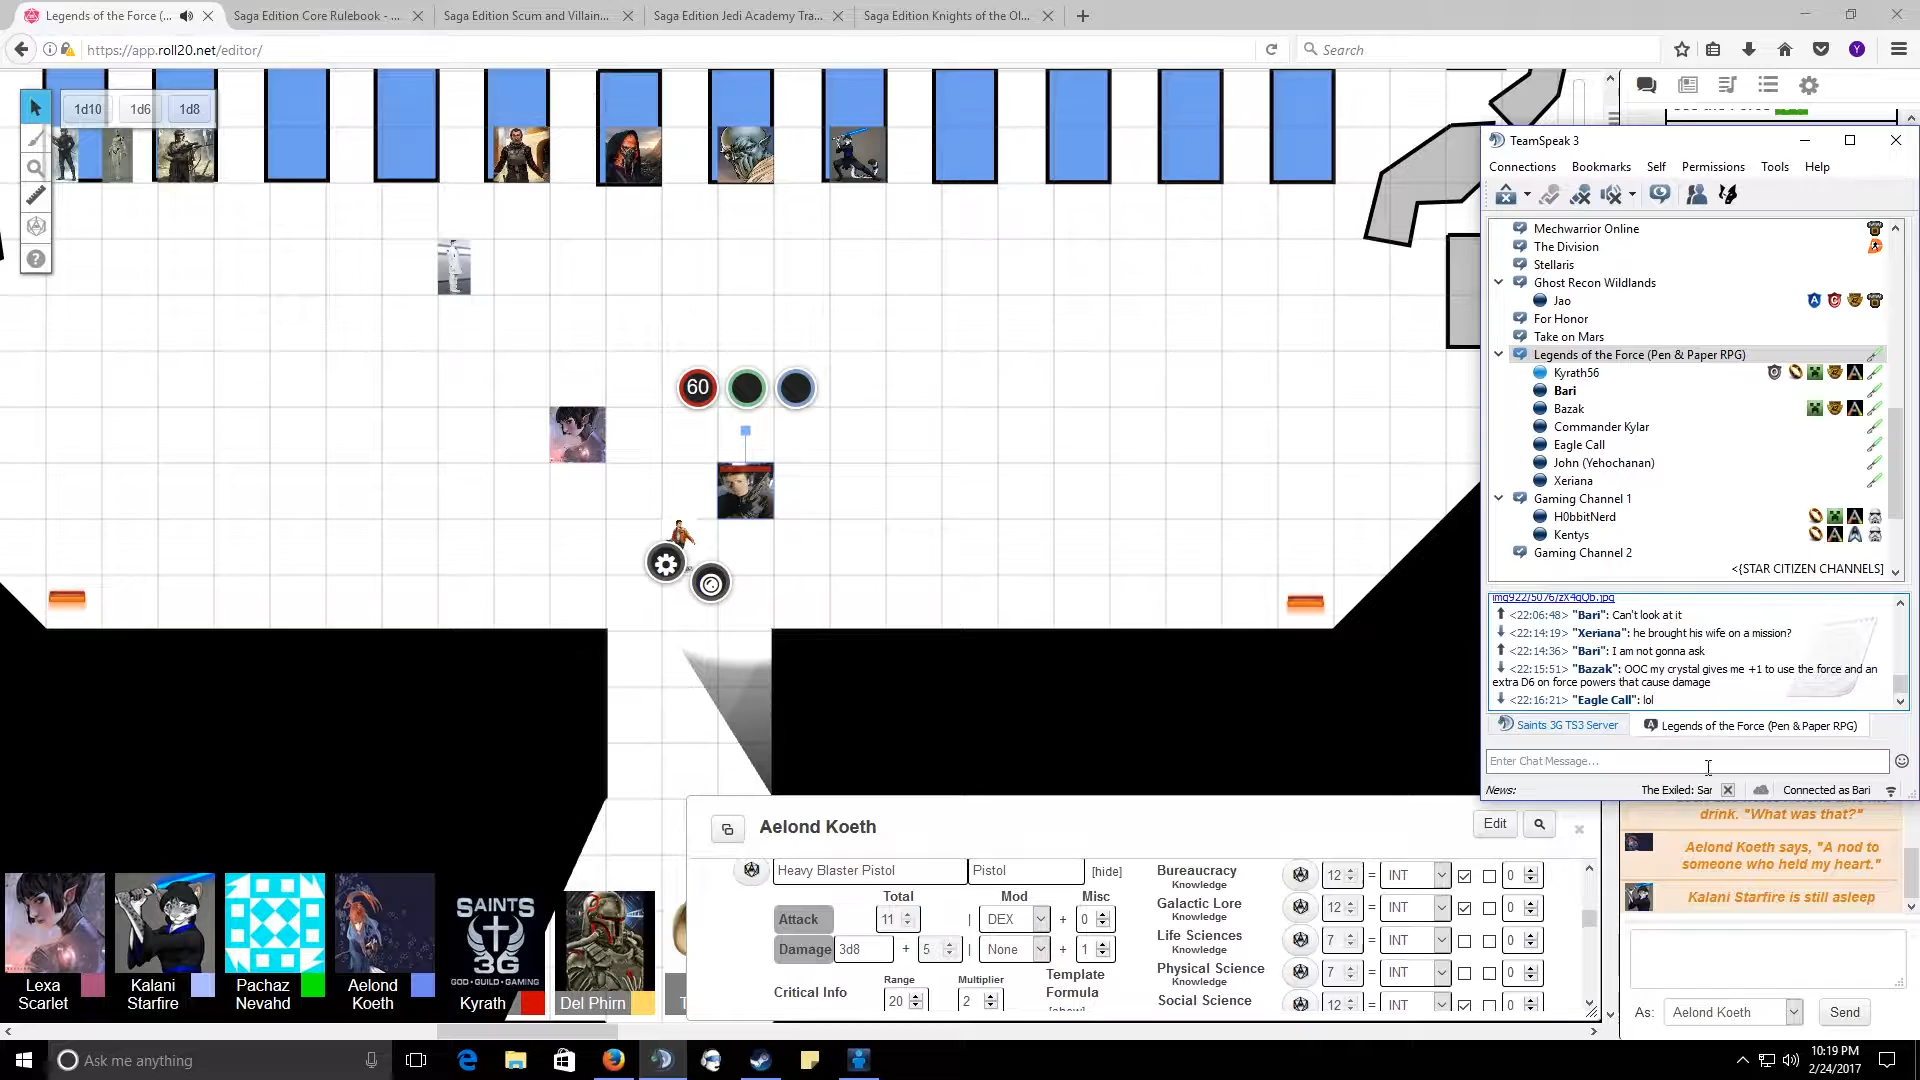 Legends of the Force (...
Saga Edition Core Rulebook - ...
Saga Edition Scum and Villain...
Saga Edition Jedi Academy Tra...
Saga Edition Knights of the Ol...
https://app.roll20.net/editor/
Search
1d10
1d6
1d8
60
TeamSpeak 3
Connections Bookmarks Self Permissions Tools Help
Mechwarrior Online
The Division
Stellaris
Ghost Recon Wildlands
Jao
For Honor
Take on Mars
Legends of the Force (Pen & Paper RPG)
Kyrath56
Bari
Bazak
Commander Kylar
Eagle Call
John (Yehochanan)
Xeriana
Gaming Channel 1
H0bbitNerd
Kentys
Gaming Channel 2
<{STAR CITIZEN CHANNELS]
img922/5076/zX4qOb.jpg
<22:06:48> "Bari": Can't look at it
<22:14:19> "Xeriana": he brought his wife on a mission?
<22:14:36> "Bari": I am not gonna ask
<22:15:51> "Bazak": OOC my crystal gives me +1 to use the force and an
extra D6 on force powers that cause damage
<22:16:21> "Eagle Call": lol
Saints 3G TS3 Server
Legends of the Force (Pen & Paper RPG)
Enter Chat Message...
News:
The Exiled: Sar
Connected as Bari
drink. "What was that?"
Aelond Koeth says, "A nod to
someone who held my heart."
Kalani Starfire is still asleep
As: Aelond Koeth Send
Aelond Koeth
Edit
Heavy Blaster Pistol
Pistol
[hide]
Total Mod Misc
Attack 11 | DEX + 0
Damage 3d8 + 5 | None + 1
Range
Multiplier
Template
Formula
Critical Info
20
2
Bureaucracy
Knowledge
12 = INT 0
Galactic Lore
Knowledge
12 = INT 0
Life Sciences
Knowledge
7 = INT 0
Physical Science
Knowledge
7 = INT 0
Social Science
12 = INT 0
Lexa
Scarlet
Kalani
Starfire
Pachaz
Nevahd
Aelond
Koeth
SAINTS
3G
GOD · GUILD · GAMING
Kyrath
Del Phirn
Ask me anything
10:19 PM
2/24/2017